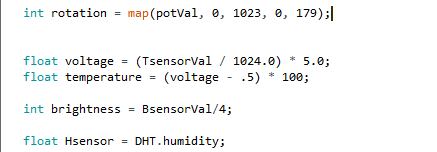 int rotation = map(potVal, 0, 1023, 0, 179);
float voltage = (TsensorVal / 1024.0) * 5.0;
float temperature = (voltage - .5) * 100;
int brightness = BsensorVal/4;
float Hsensor = DHT.humidity;